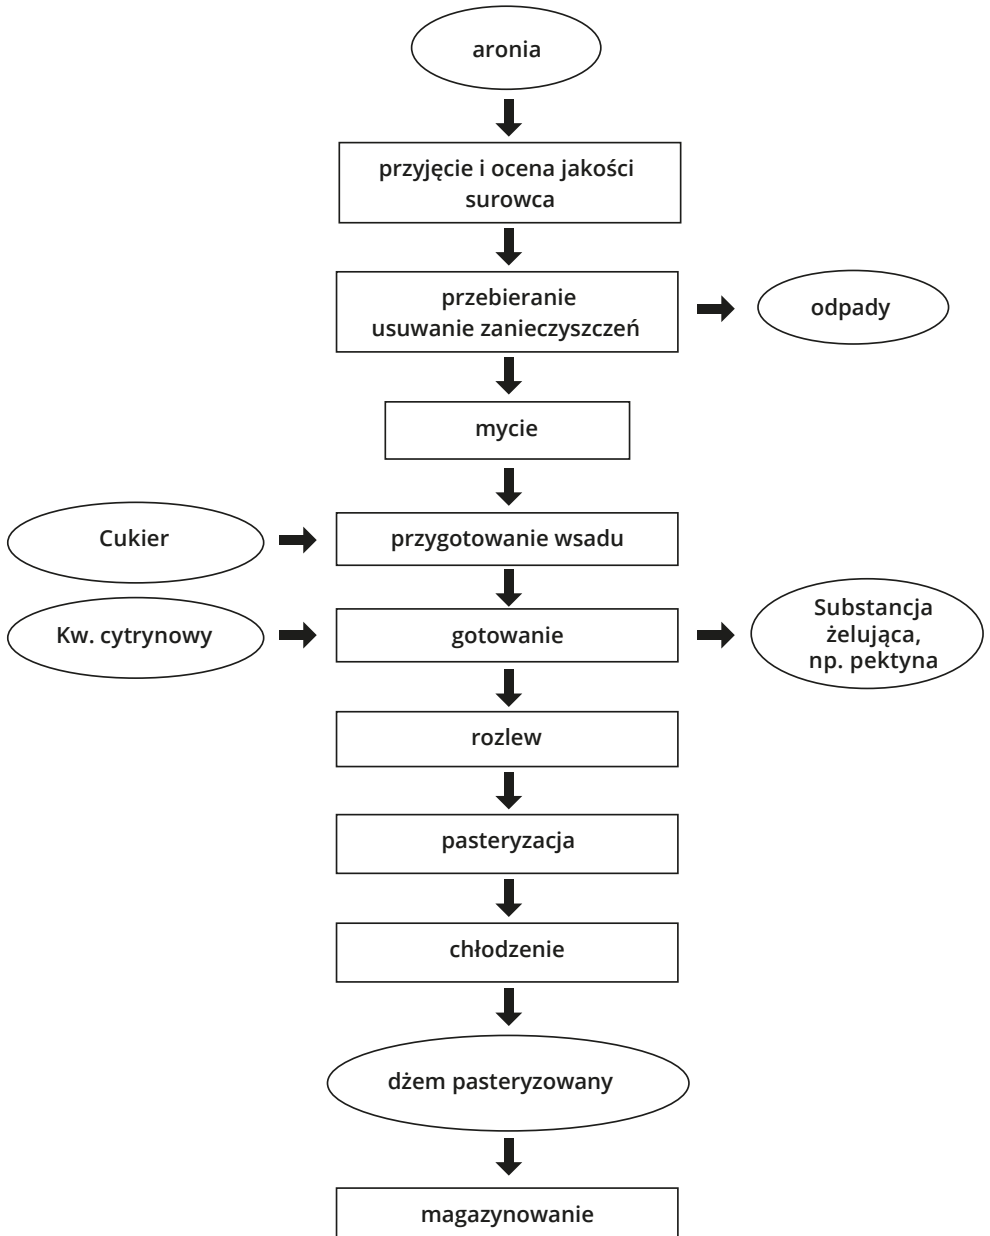 aronia
przyjęcie i ocena jakości
surowca
przebieranie
usuwanie zanieczyszczeń
odpady
mycie
Cukier
przygotowanie wsadu
Kw. cytrynowy
gotowanie
Substancja
żelująca,
np. pektyna
rozlew
pasteryzacja
chłodzenie
dżem pasteryzowany
magazynowanie